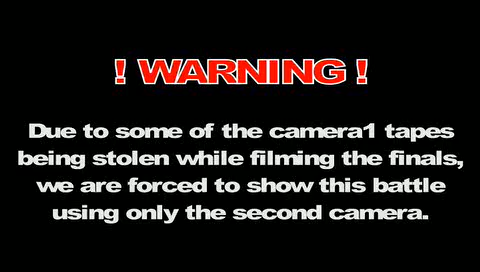 ! WARNING !
Due to some of the camera1 tapes
being stolen while filming the finals,
we are forced to show this battle
using only the second camera.